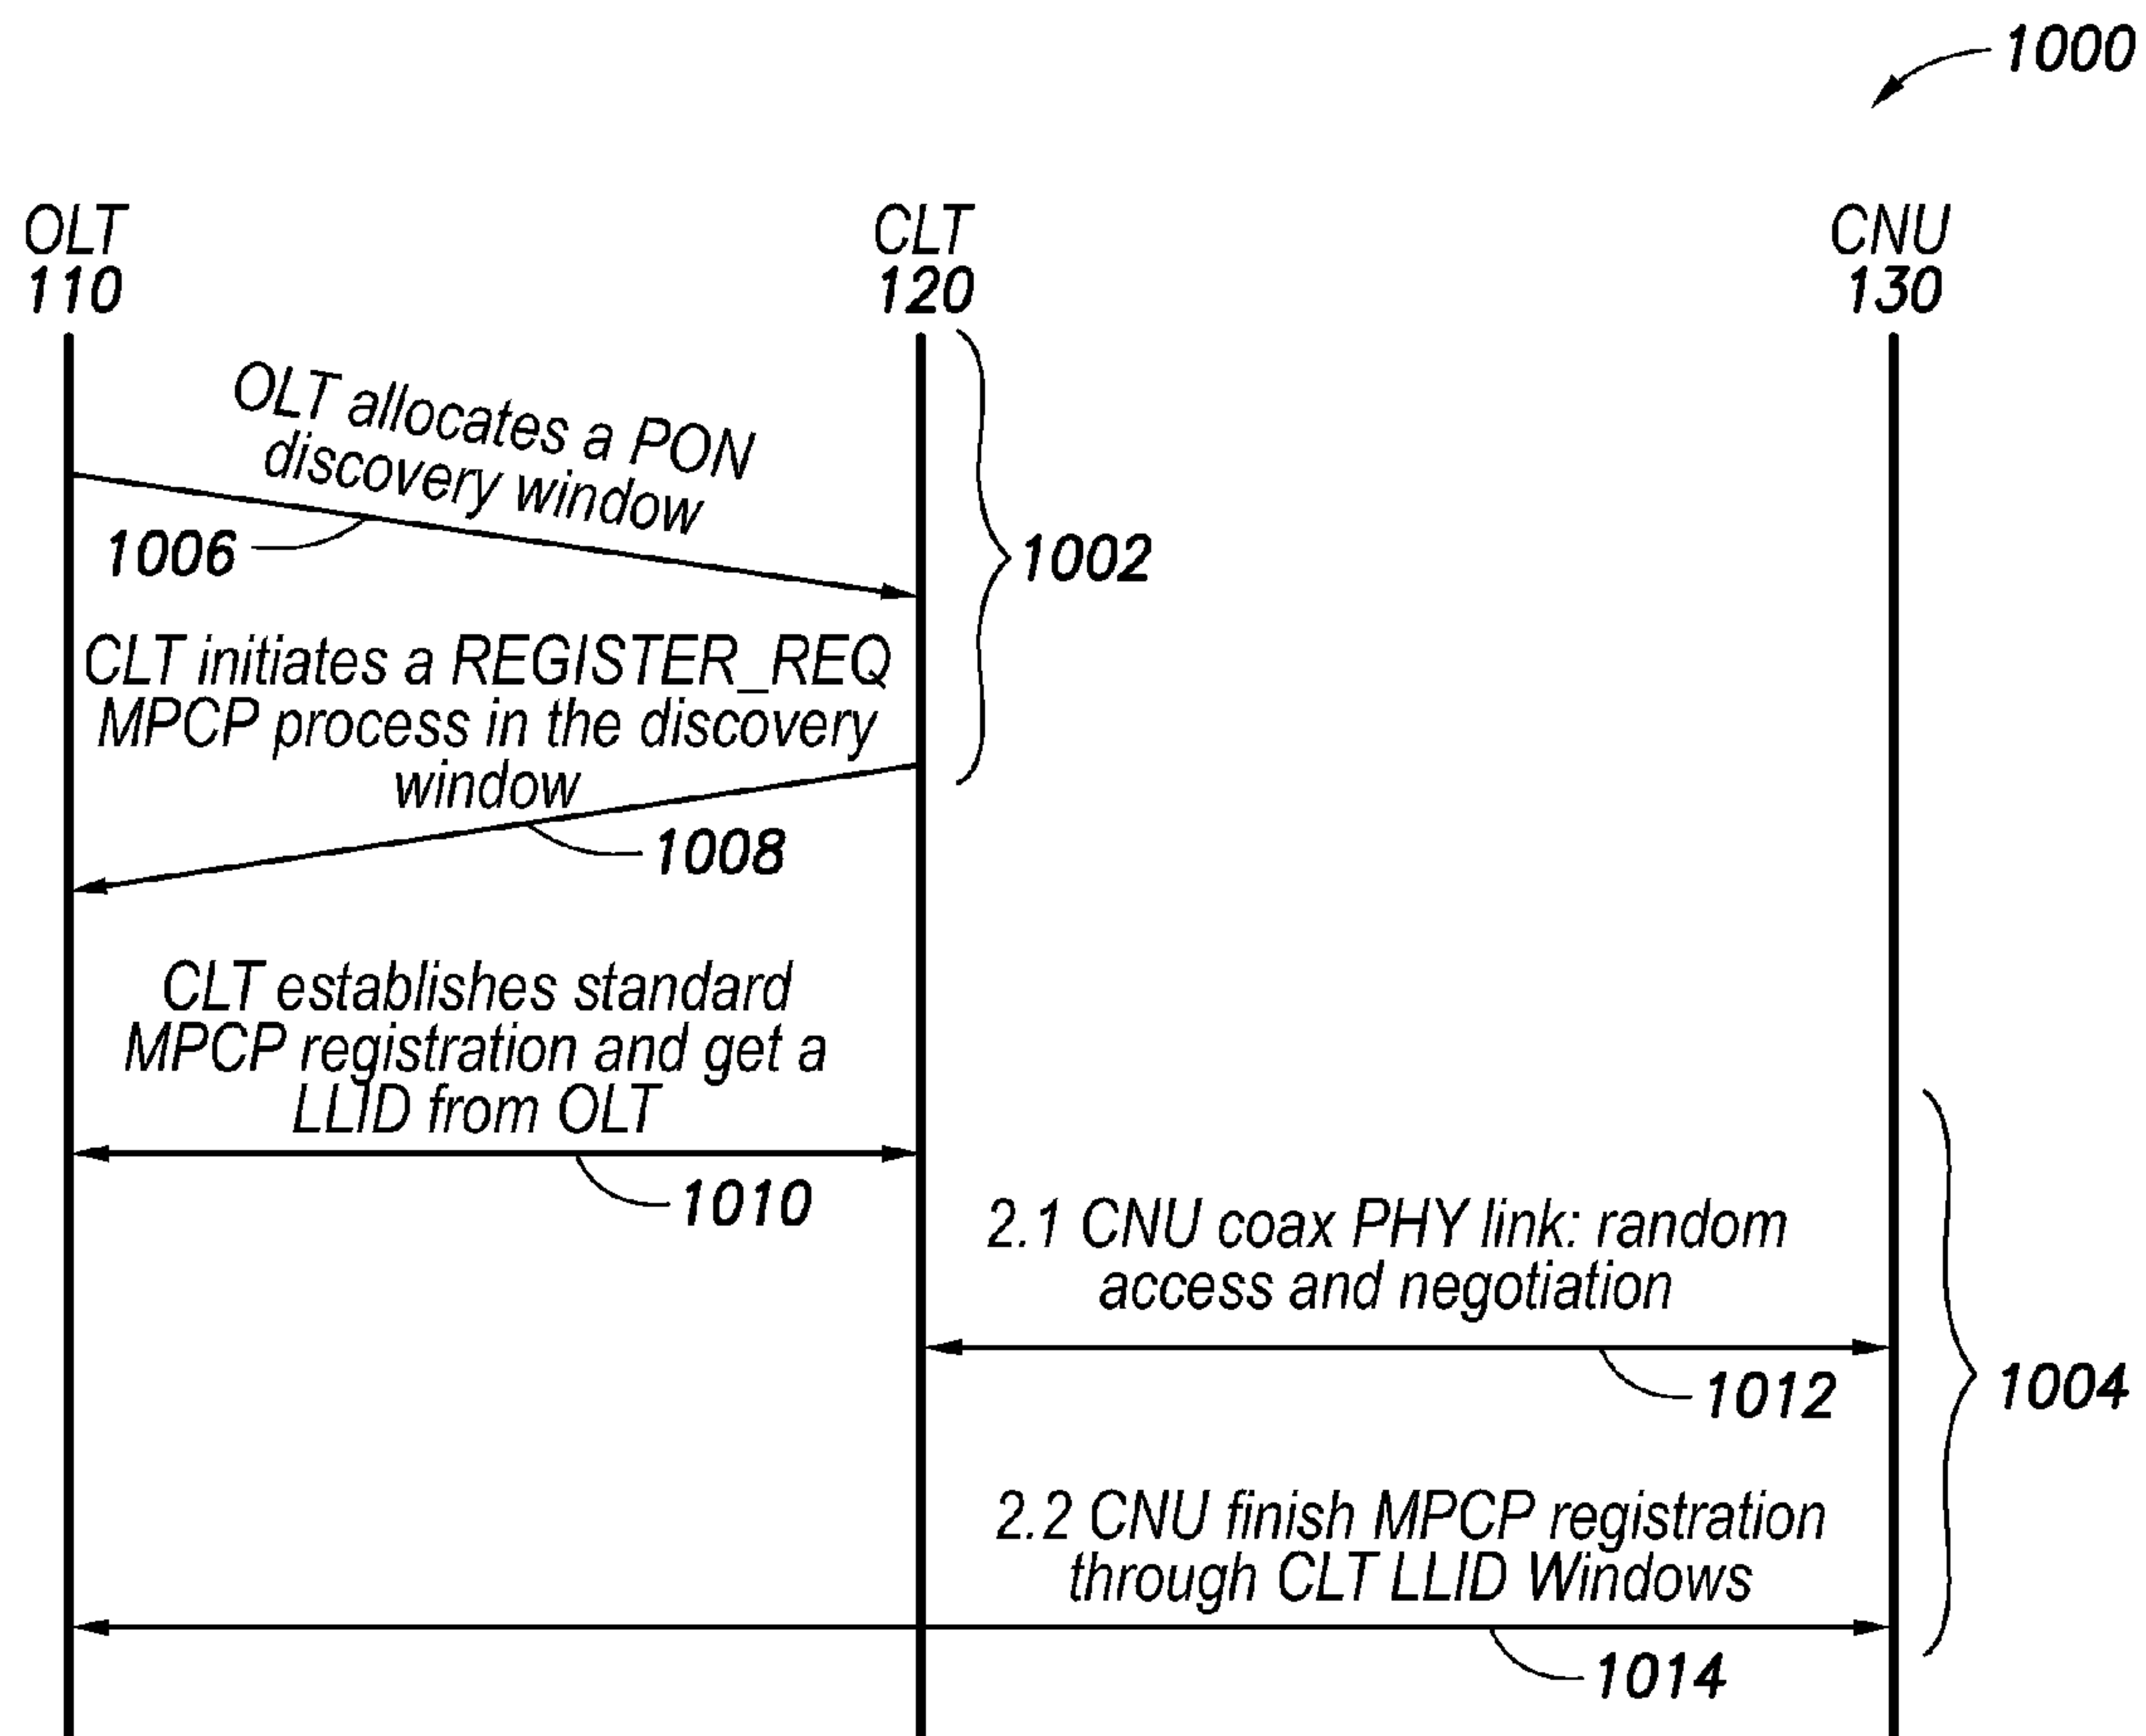 1000
OLT
110
CLT
120
CNU
130
OLT allocates a PON
discovery window
1006
1002
CLT initiates a REGISTER_REQ
MPCP process in the discovery
window
1008
CLT establishes standard
MPCP registration and get a
LLID from OLT
1010
2.1 CNU coax PHY link: random
access and negotiation
1012
1004
2.2 CNU finish MPCP registration
through CLT LLID Windows
1014